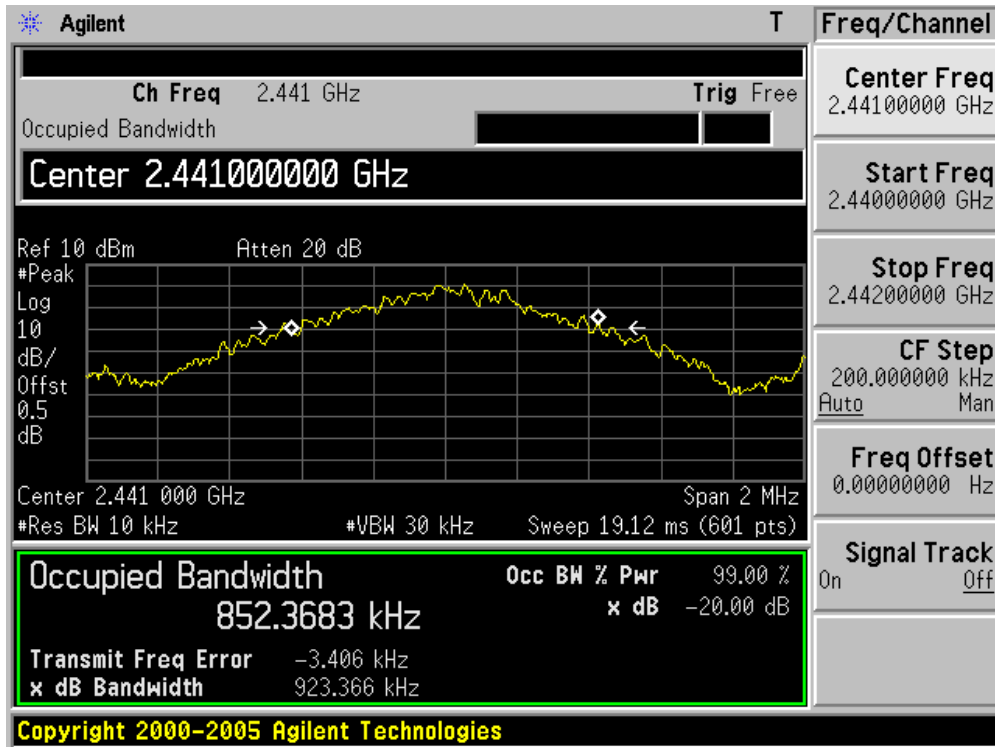 Agilent T
Ch Freq 2.441 GHz Trig Free
Occupied Bandwidth
Center 2.441000000 GHz
Ref 10 dBm Atten 20 dB
#Peak
Log
10
dB/
Offst
0.5
dB
Center 2.441 000 GHz Span 2 MHz
#Res BW 10 kHz #VBW 30 kHz Sweep 19.12 ms (601 pts)
Occupied Bandwidth Occ BW % Pwr 99.00 %
852.3683 kHz x dB -20.00 dB
Transmit Freq Error -3.406 kHz
x dB Bandwidth 923.366 kHz
Copyright 2000-2005 Agilent Technologies
Freq/Channel
Center Freq
2.44100000 GHz
Start Freq
2.44000000 GHz
Stop Freq
2.44200000 GHz
CF Step
200.000000 kHz
Auto Man
Freq Offset
0.00000000 Hz
Signal Track
On Off